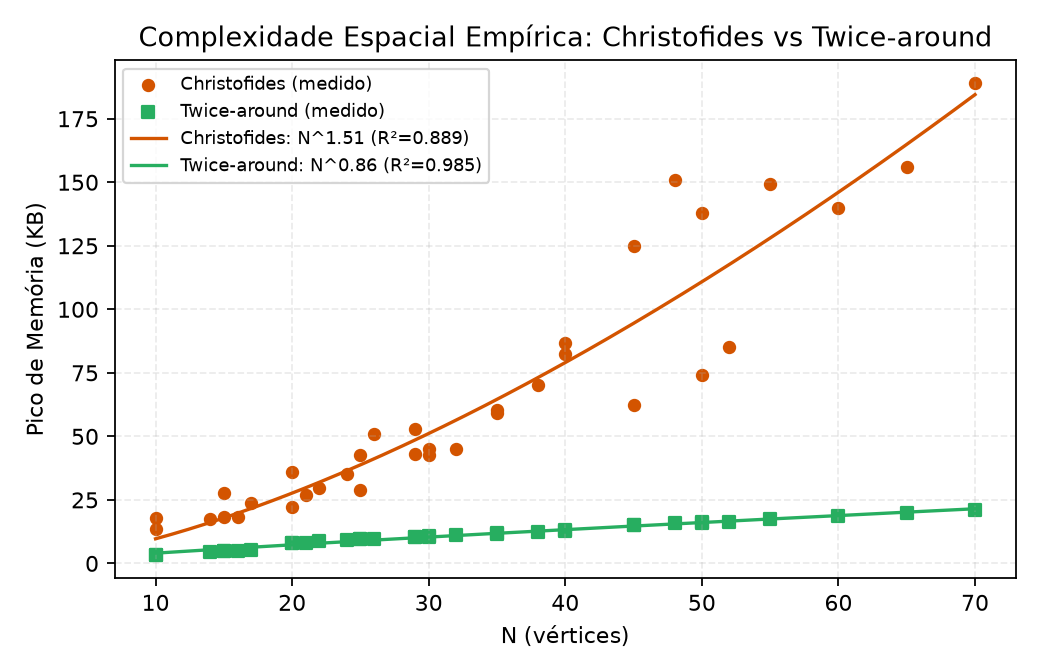 Complexidade Espacial Empírica: Christofides vs Twice-around
Christofides (medido)
Twice-around (medido)
Christofides: N^1.51 (R²=0.889)
Twice-around: N^0.86 (R²=0.985)
Pico de Memória (KB)
175
150
125
100
75
50
25
0
10 20 30 40 50 60 70
N (vértices)